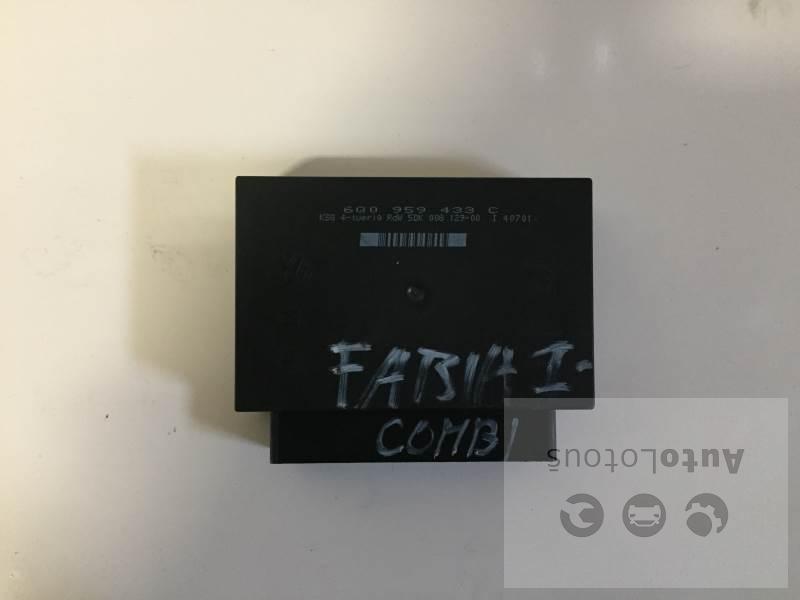 6Q0 959 433 C
KSG 4-tuerig RdW 5DK 008 129-00 I 40701
FABIA I-
COMBI
AutoLotouš